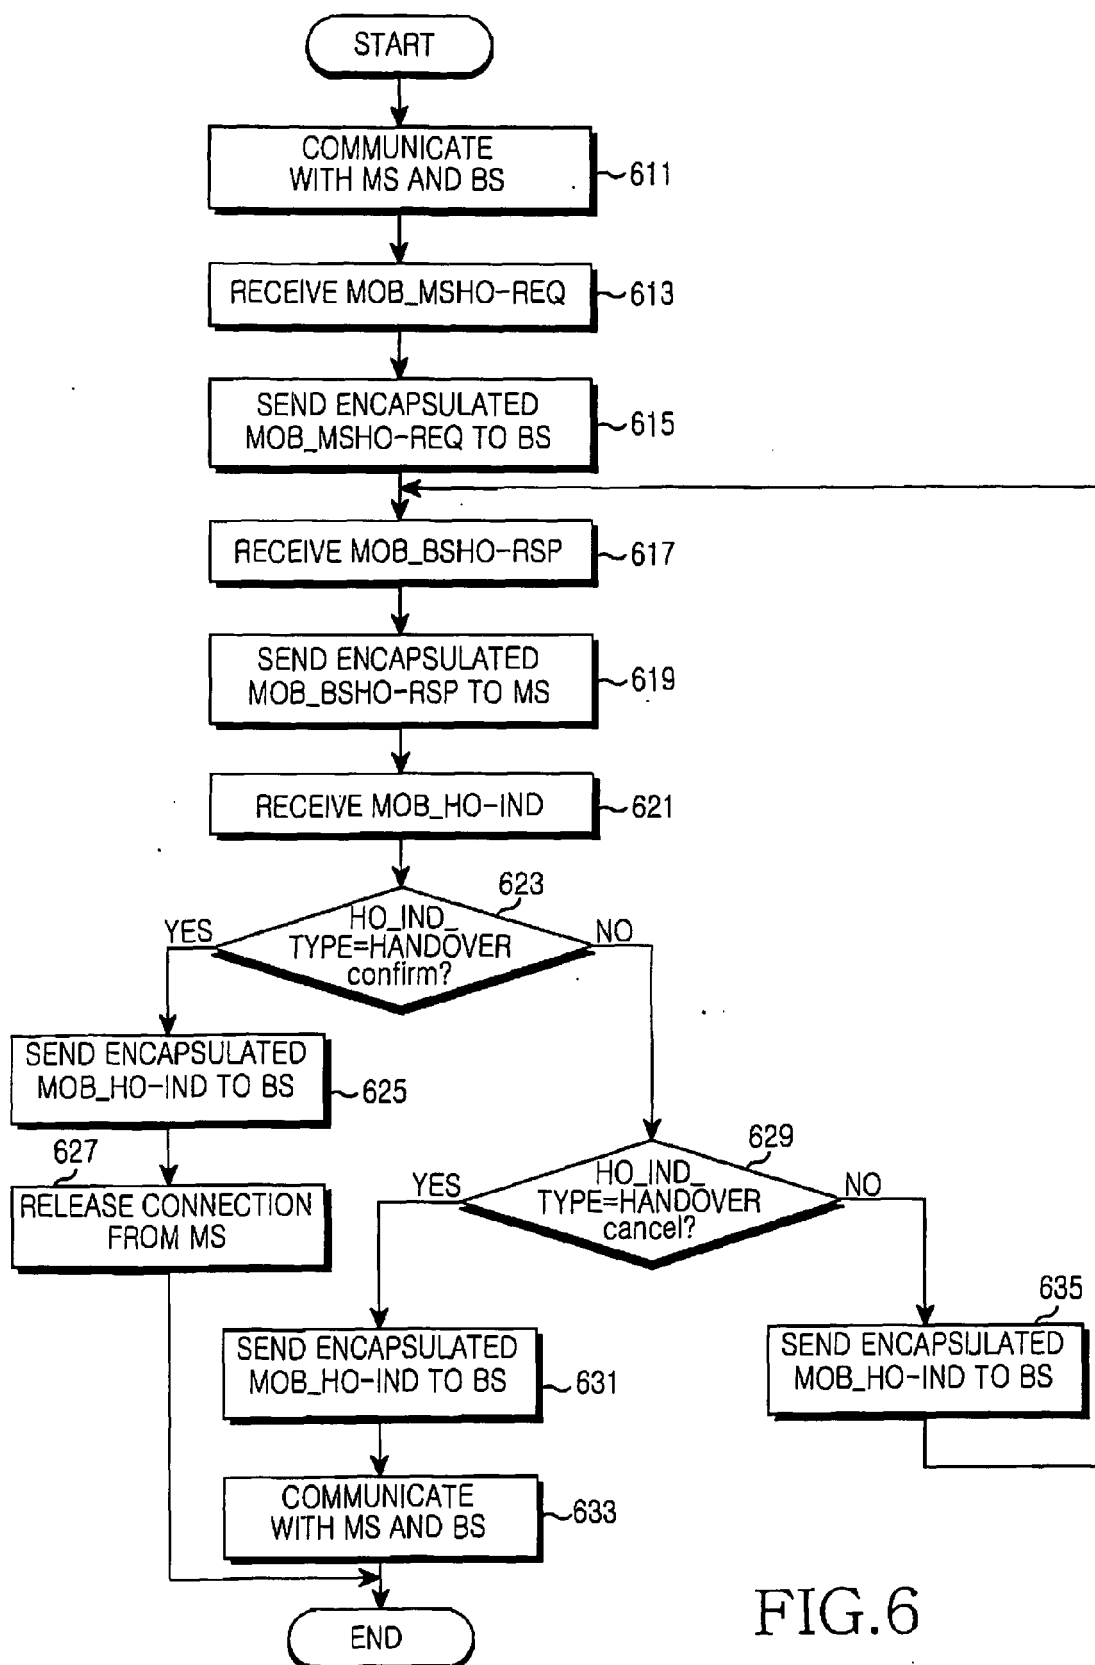 START
COMMUNICATE
WITH MS AND BS
611
RECEIVE MOB_MSHO-REQ
613
SEND ENCAPSULATED
MOB_MSHO-REQ TO BS
615
RECEIVE MOB_BSHO-RSP
617
SEND ENCAPSULATED
MOB_BSHO-RSP TO MS
619
RECEIVE MOB_HO-IND
621
623
HO_IND_
TYPE=HANDOVER
confirm?
YES
NO
SEND ENCAPSULATED
MOB_HO-IND TO BS
625
627
RELEASE CONNECTION
FROM MS
629
HO_IND_
TYPE=HANDOVER
cancel?
YES
NO
SEND ENCAPSULATED
MOB_HO-IND TO BS
631
635
SEND ENCAPSULATED
MOB_HO-IND TO BS
COMMUNICATE
WITH MS AND BS
633
END
FIG.6